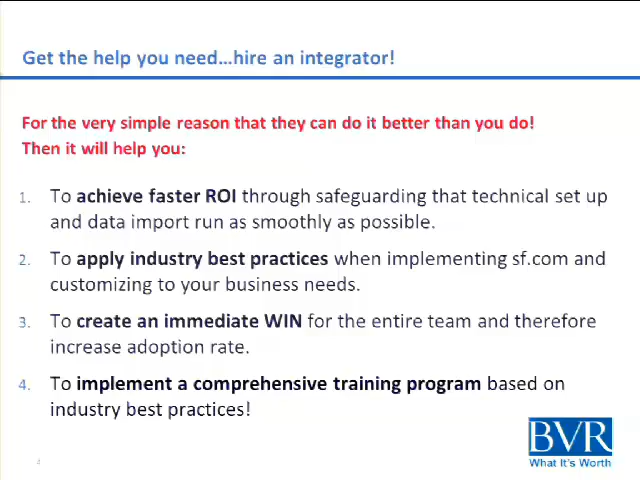 Get the help you need…hire an integrator!
For the very simple reason that they can do it better than you do!
Then it will help you:
1. To achieve faster ROI through safeguarding that technical set up
and data import run as smoothly as possible.
2. To apply industry best practices when implementing sf.com and
customizing to your business needs.
3. To create an immediate WIN for the entire team and therefore
increase adoption rate.
4. To implement a comprehensive training program based on
industry best practices!
BVR
What It's Worth